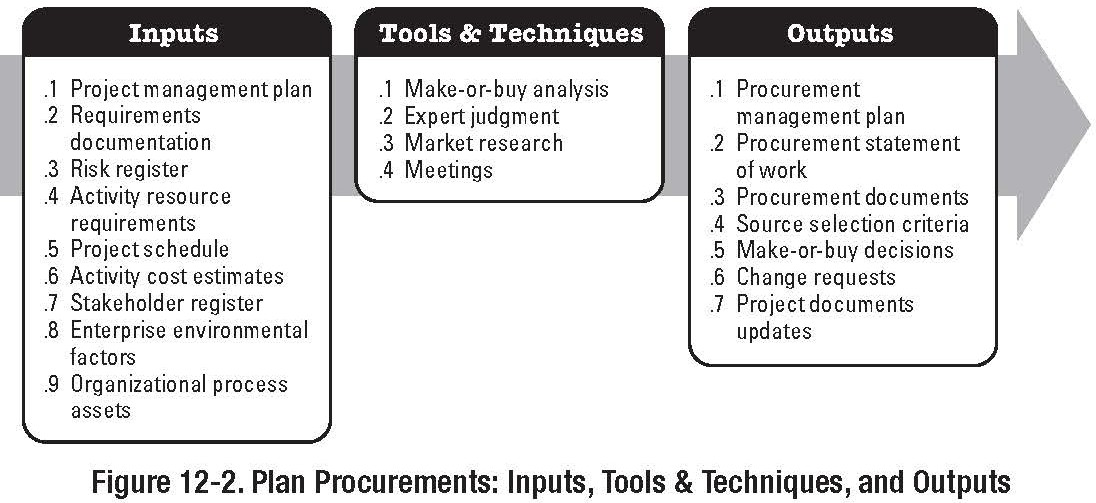 Inputs
.1 Project management plan
.2 Requirements
documentation
.3 Risk register
.4 Activity resource
requirements
.5 Project schedule
.6 Activity cost estimates
.7 Stakeholder register
.8 Enterprise environmental
factors
.9 Organizational process
assets
Tools & Techniques
.1 Make-or-buy analysis
.2 Expert judgment
.3 Market research
.4 Meetings
Outputs
.1 Procurement
management plan
.2 Procurement statement
of work
.3 Procurement documents
.4 Source selection criteria
.5 Make-or-buy decisions
.6 Change requests
.7 Project documents
updates
Figure 12-2. Plan Procurements: Inputs, Tools & Techniques, and Outputs